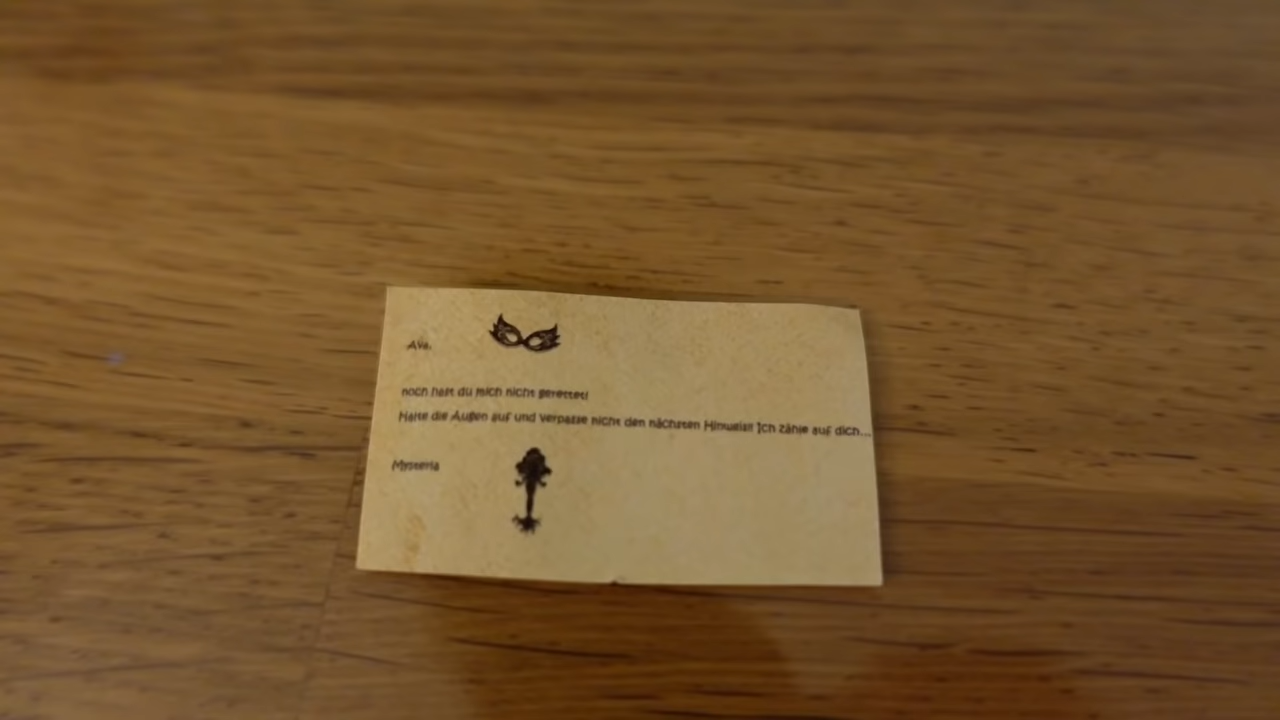 Ava,
noch hast du mich nicht gerettet!
Halte die Augen auf und verpasse nicht den nächsten Hinweis!! Ich zähle auf dich...
Mysteria